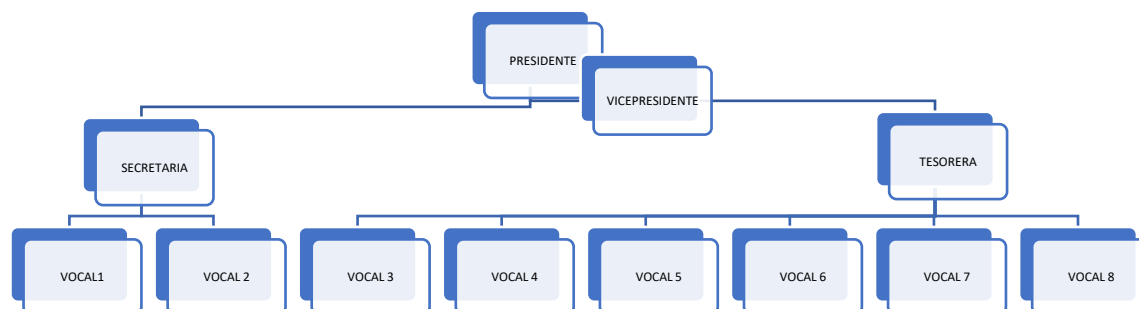 PRESIDENTE
VICEPRESIDENTE
SECRETARIA
TESORERA
VOCAL1
VOCAL 2
VOCAL 3
VOCAL 4
VOCAL 5
VOCAL 6
VOCAL 7
VOCAL 8